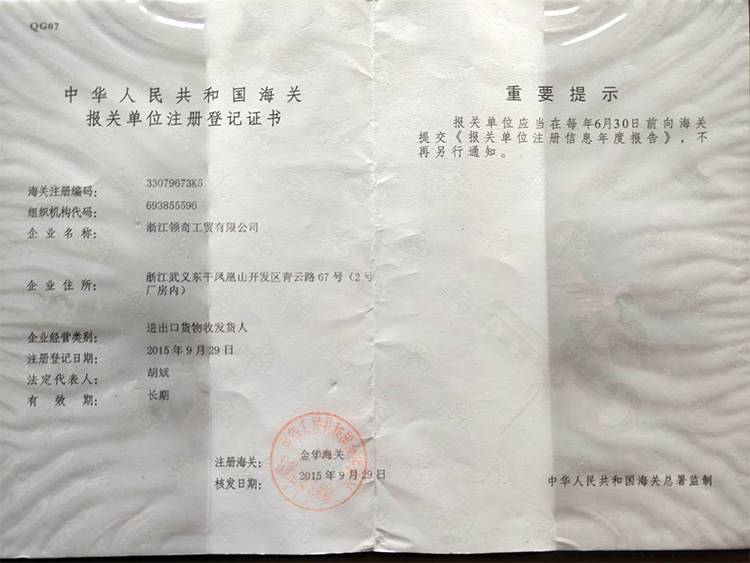 QG07
中华人民共和国海关
报关单位注册登记证书
海关注册编码： 33079673K5
组织机构代码： 693855596
企业名称： 浙江领奇工贸有限公司
企业住所： 浙江武义东干凤凰山开发区青云路67号（2号
厂房内）
企业经营类别： 进出口货物收发货人
注册登记日期： 2015年9月29日
法定代表人： 胡斌
有效期： 长期
注册海关： 金华海关
核发日期： 2015年9月29日
重要提示
报关单位应当在每年6月30日前向海关
提交《报关单位注册信息年度报告》，不
再另行通知。
中华人民共和国海关总署监制